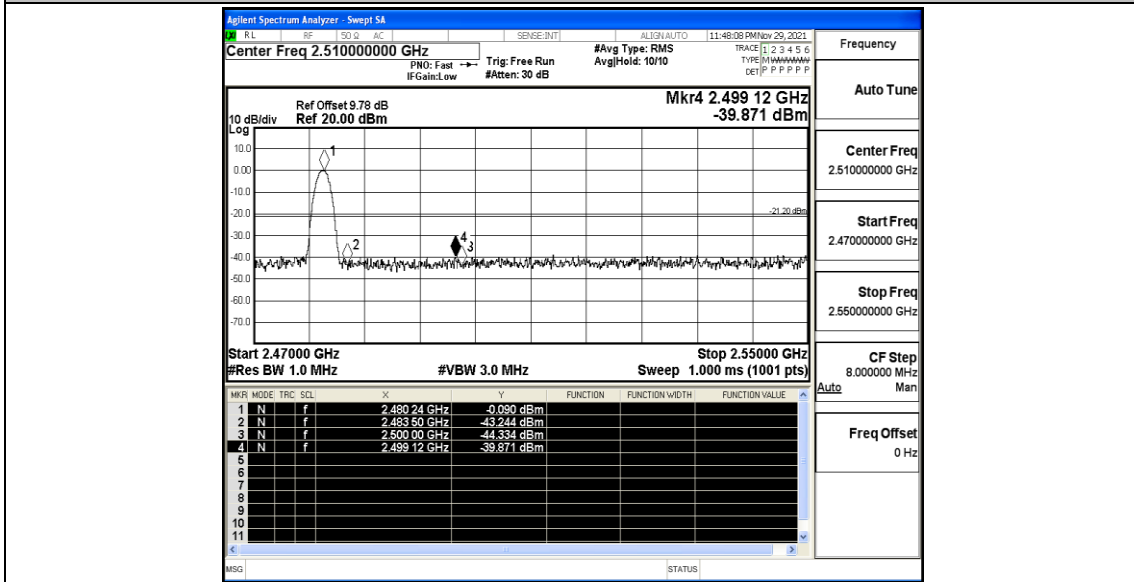 Agilent Spectrum Analyzer - Swept SA
RL RF 50 Ω AC SENSE:INT ALIGNAUTO 11:48:08 PM Nov 29, 2021
Center Freq 2.510000000 GHz
PNO: Fast
IFGain:Low
Trig: Free Run
#Atten: 30 dB
#Avg Type: RMS
Avg|Hold: 10/10
TRACE 1 2 3 4 5 6
TYPE M
DET P P P P P P
Mkr4 2.499 12 GHz
-39.871 dBm
Ref Offset 9.78 dB
10 dB/div Ref 20.00 dBm
Log
10.0
0.00
-10.0
-20.0
-30.0
-40.0
-50.0
-60.0
-70.0
1
2
4
3
-21.20 dBm
Start 2.47000 GHz Stop 2.55000 GHz
#Res BW 1.0 MHz #VBW 3.0 MHz Sweep 1.000 ms (1001 pts)
MKR MODE TRC SCL X Y FUNCTION FUNCTION WIDTH FUNCTION VALUE
1 N f 2.480 24 GHz -0.090 dBm
2 N f 2.483 50 GHz -43.244 dBm
3 N f 2.500 00 GHz -44.334 dBm
4 N f 2.499 12 GHz -39.871 dBm
5
6
7
8
9
10
11
MSG STATUS
Frequency
Auto Tune
Center Freq
2.510000000 GHz
Start Freq
2.470000000 GHz
Stop Freq
2.550000000 GHz
CF Step
8.000000 MHz
Auto Man
Freq Offset
0 Hz